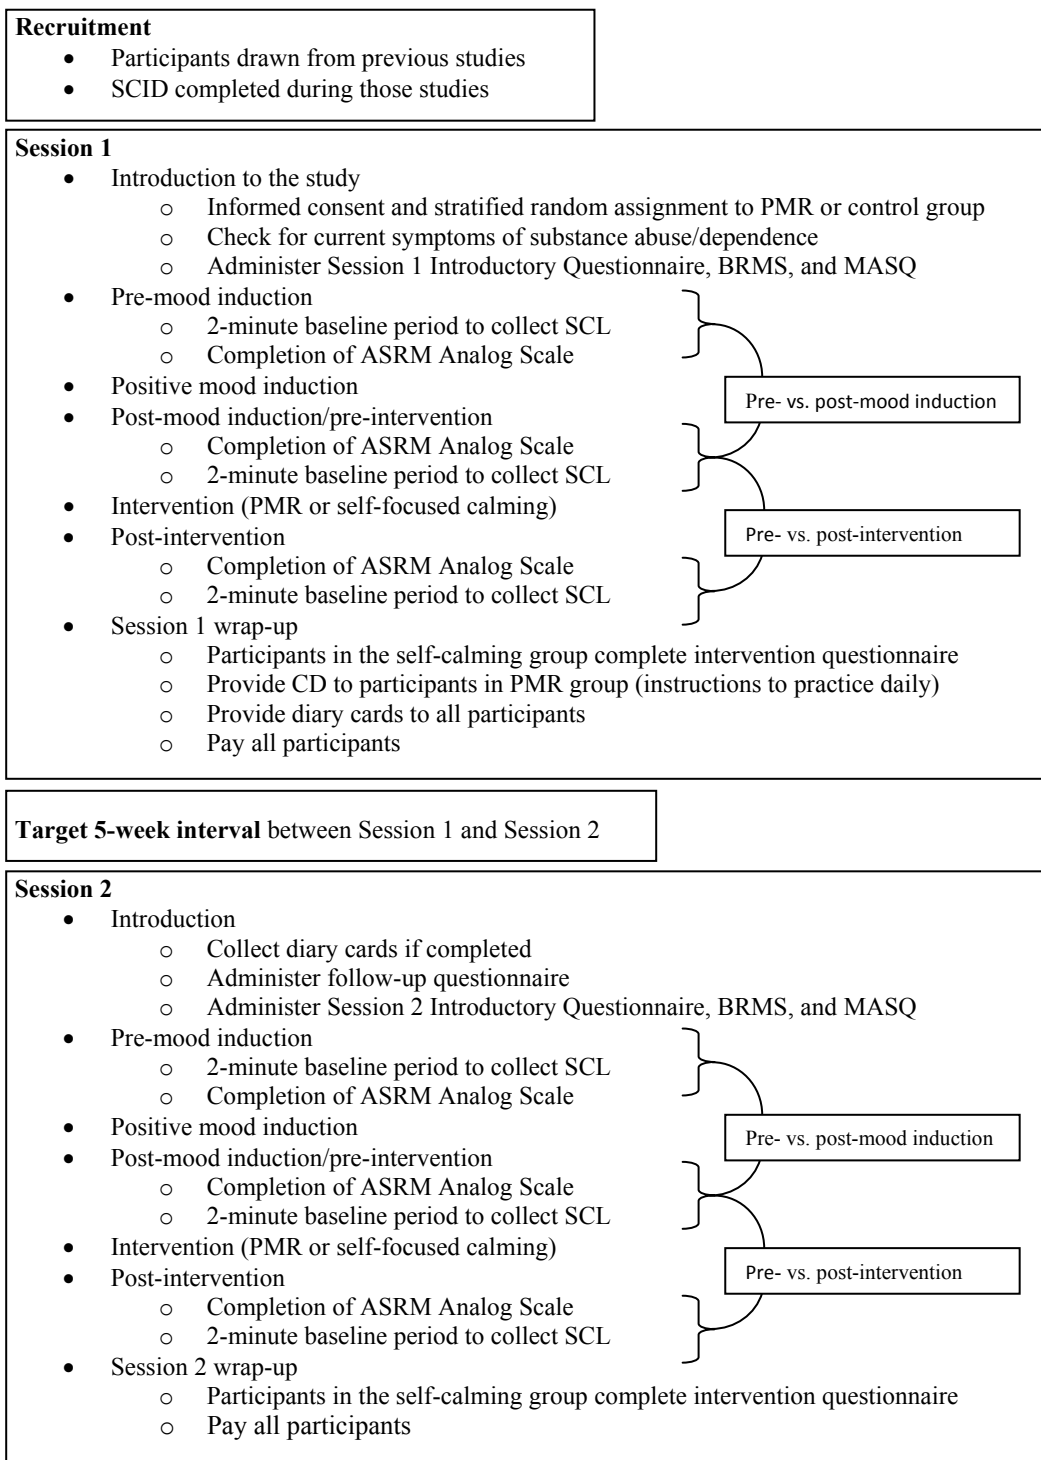 Recruitment
• Participants drawn from previous studies
• SCID completed during those studies
Session 1
• Introduction to the study
o Informed consent and stratified random assignment to PMR or control group
o Check for current symptoms of substance abuse/dependence
o Administer Session 1 Introductory Questionnaire, BRMS, and MASQ
• Pre-mood induction
o 2-minute baseline period to collect SCL
o Completion of ASRM Analog Scale
• Positive mood induction
Pre- vs. post-mood induction
• Post-mood induction/pre-intervention
o Completion of ASRM Analog Scale
o 2-minute baseline period to collect SCL
• Intervention (PMR or self-focused calming)
• Post-intervention
Pre- vs. post-intervention
o Completion of ASRM Analog Scale
o 2-minute baseline period to collect SCL
• Session 1 wrap-up
o Participants in the self-calming group complete intervention questionnaire
o Provide CD to participants in PMR group (instructions to practice daily)
o Provide diary cards to all participants
o Pay all participants
Target 5-week interval between Session 1 and Session 2
Session 2
• Introduction
o Collect diary cards if completed
o Administer follow-up questionnaire
o Administer Session 2 Introductory Questionnaire, BRMS, and MASQ
• Pre-mood induction
o 2-minute baseline period to collect SCL
o Completion of ASRM Analog Scale
• Positive mood induction
Pre- vs. post-mood induction
• Post-mood induction/pre-intervention
o Completion of ASRM Analog Scale
o 2-minute baseline period to collect SCL
• Intervention (PMR or self-focused calming)
• Post-intervention
Pre- vs. post-intervention
o Completion of ASRM Analog Scale
o 2-minute baseline period to collect SCL
• Session 2 wrap-up
o Participants in the self-calming group complete intervention questionnaire
o Pay all participants